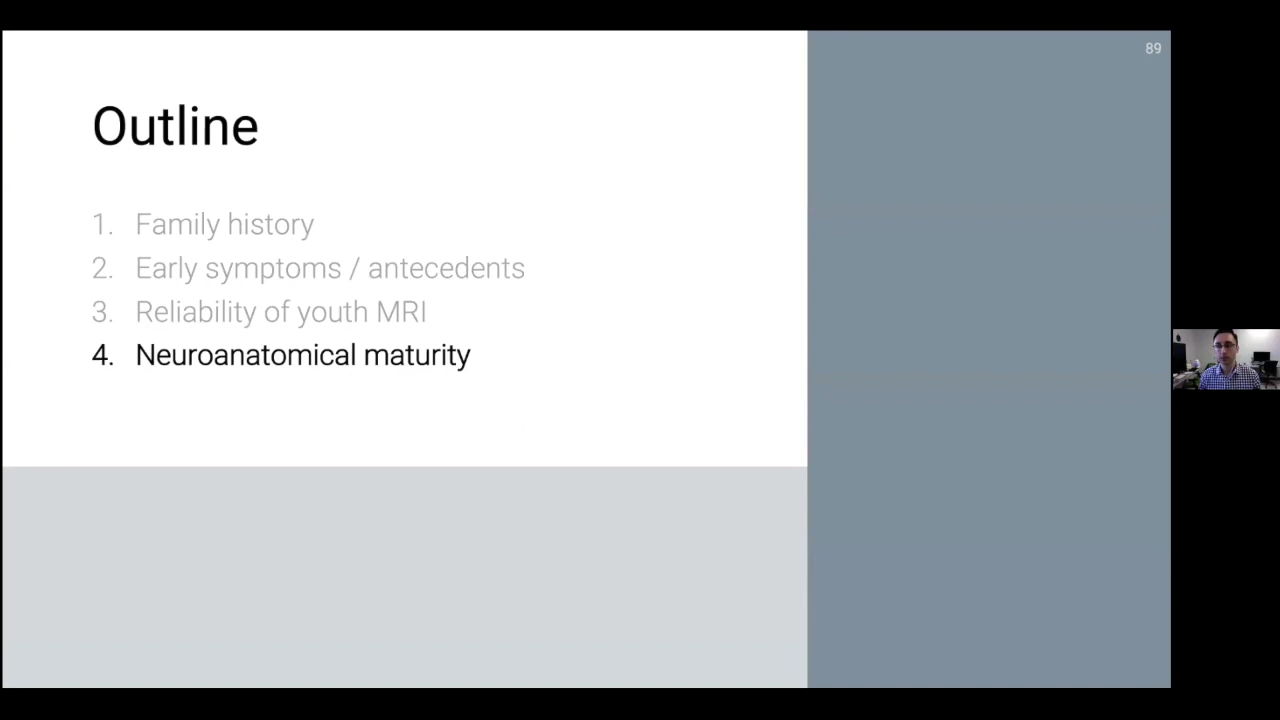 89
Outline
1. Family history
2. Early symptoms / antecedents
3. Reliability of youth MRI
4. Neuroanatomical maturity